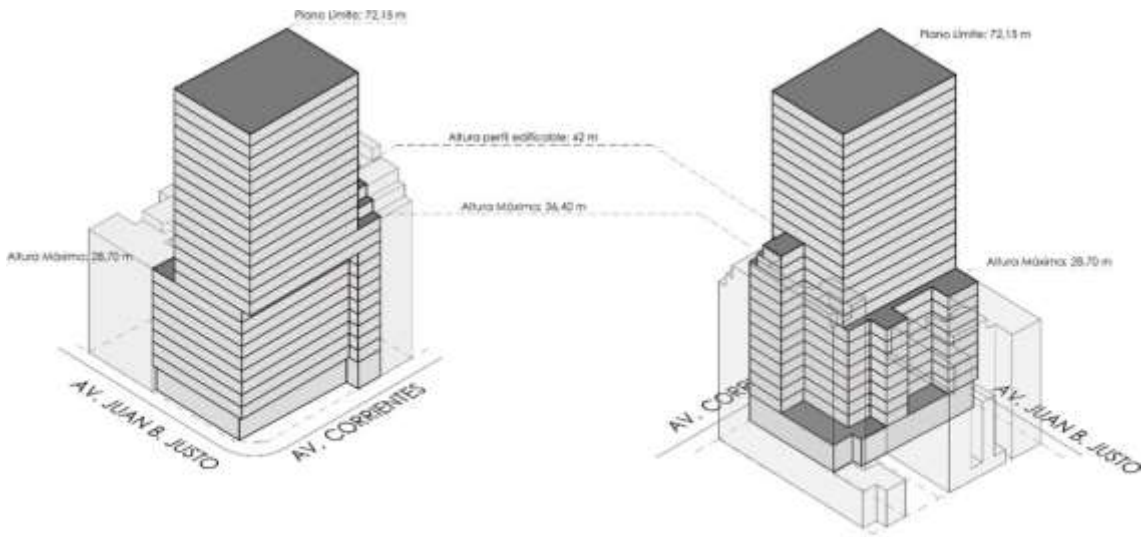 Plano Límite: 72,15 m
Plano Límite: 72,15 m
Altura perfil edificable: 42 m
Altura Máxima: 36,40 m
Altura Máxima: 28,70 m
Altura Máxima: 28,70 m
AV. JUAN B. JUSTO
AV. CORRIENTES
AV. CORR
AV. JUAN B. JUSTO